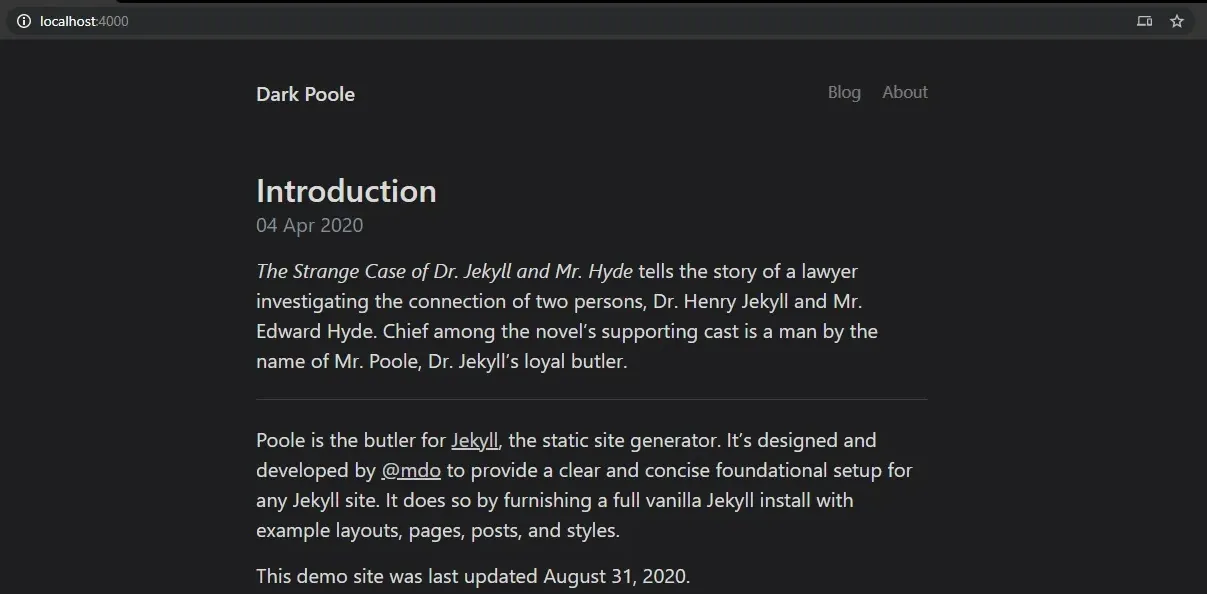 localhost:4000
Dark Poole
Blog About
Introduction
04 Apr 2020
The Strange Case of Dr. Jekyll and Mr. Hyde tells the story of a lawyer
investigating the connection of two persons, Dr. Henry Jekyll and Mr.
Edward Hyde. Chief among the novel’s supporting cast is a man by the
name of Mr. Poole, Dr. Jekyll’s loyal butler.
Poole is the butler for Jekyll, the static site generator. It’s designed and
developed by @mdo to provide a clear and concise foundational setup for
any Jekyll site. It does so by furnishing a full vanilla Jekyll install with
example layouts, pages, posts, and styles.
This demo site was last updated August 31, 2020.